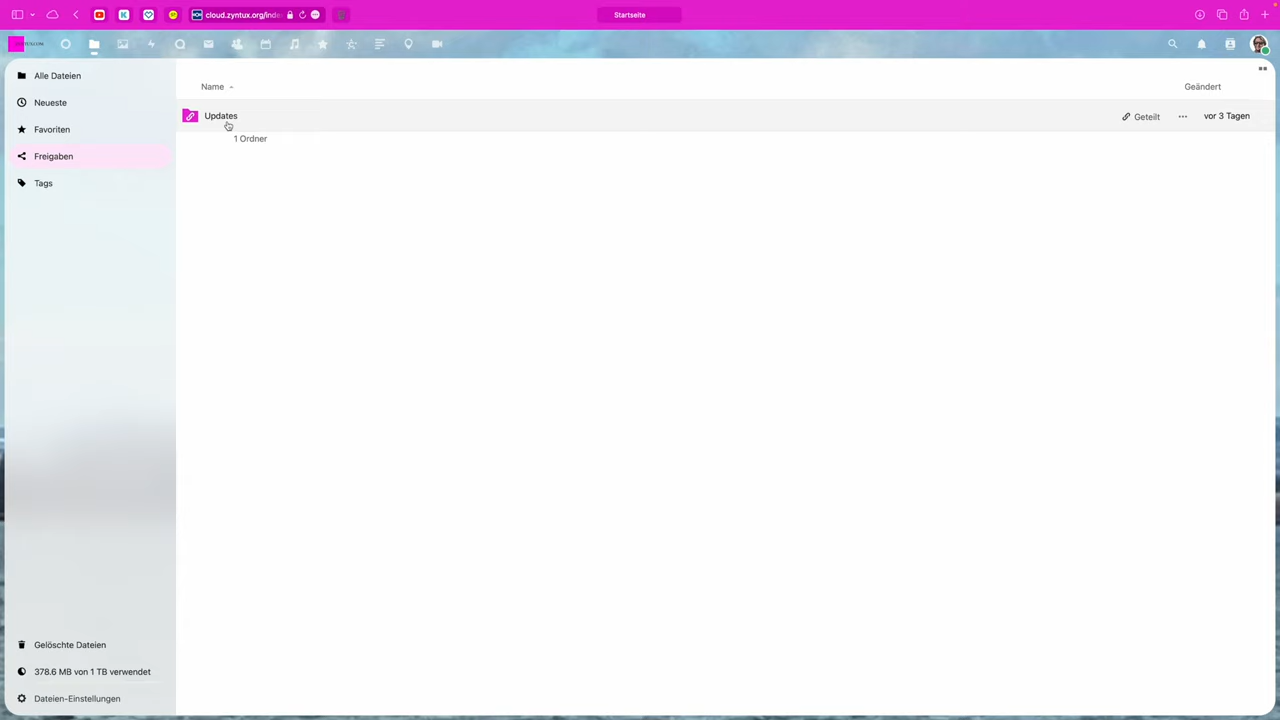 cloud.zyntux.org/inde
Startseite
Alle Dateien
Neueste
Favoriten
Freigaben
Tags
Name
Geändert
Updates
Geteilt
vor 3 Tagen
1 Ordner
Gelöschte Dateien
378.6 MB von 1 TB verwendet
Dateien-Einstellungen